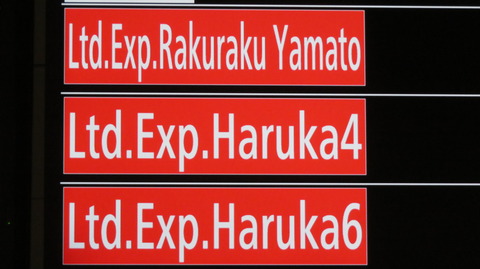 Ltd.Exp.Rakuraku Yamato
Ltd.Exp.Haruka4
Ltd.Exp.Haruka6